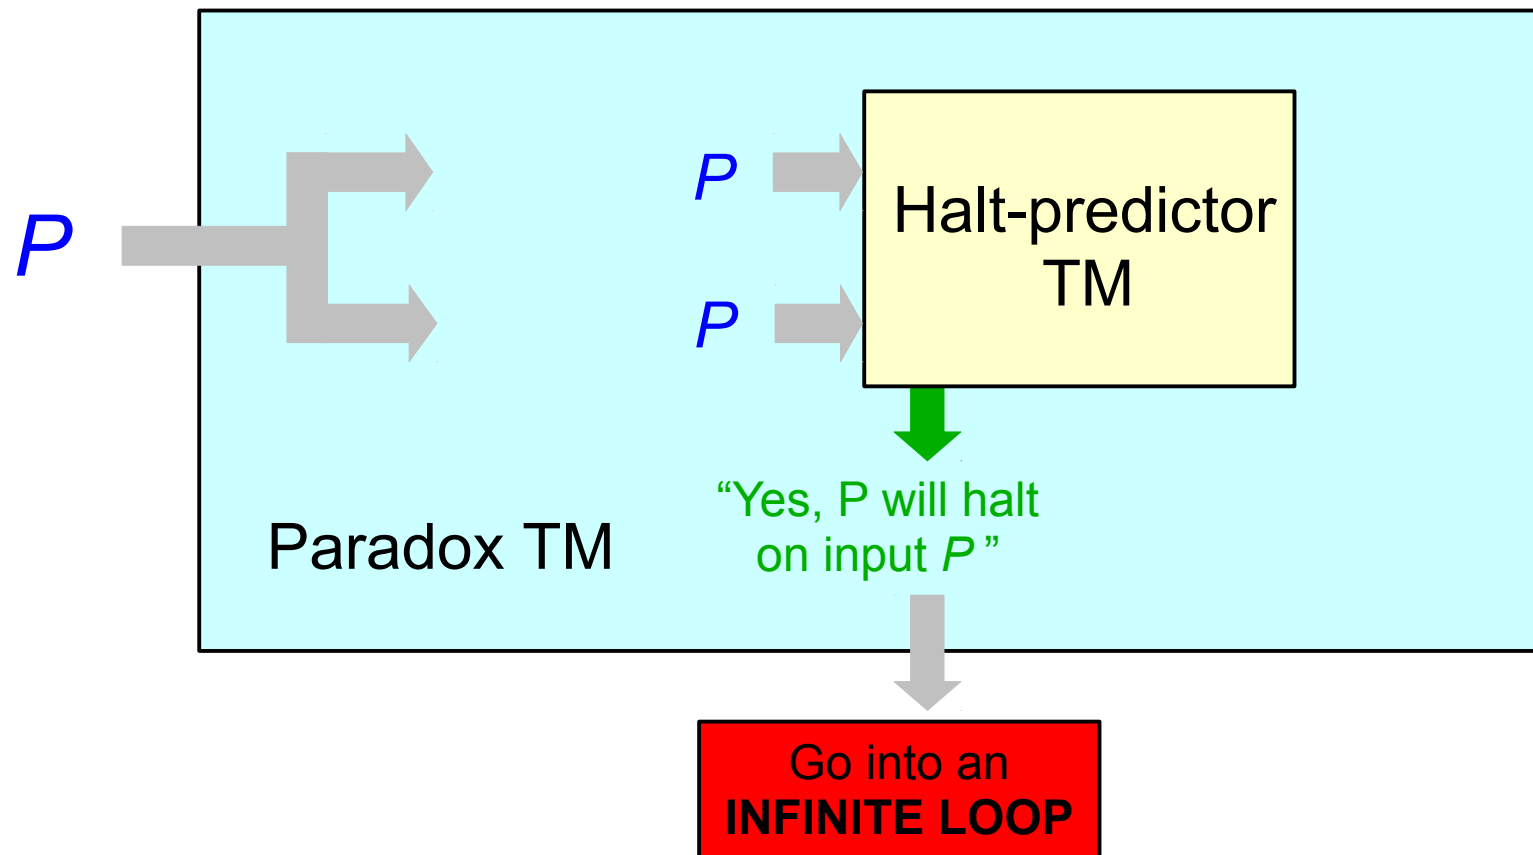 P
P
Halt-predictor
TM
P
“Yes, P will halt
on input P ”
Paradox TM
Go into an
INFINITE LOOP